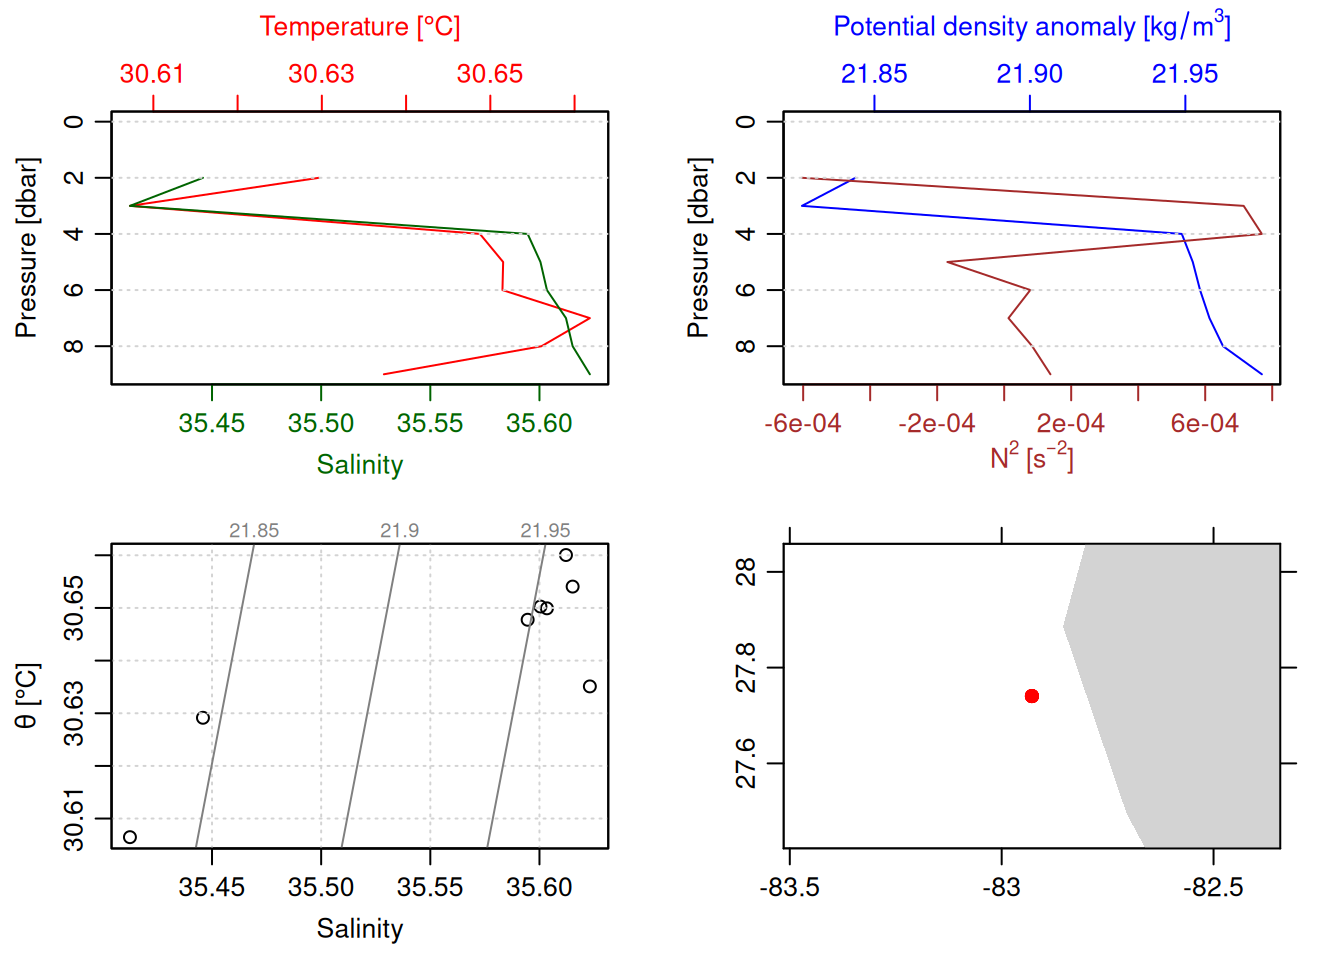 Temperature [°C]
30.61 30.63 30.65
0
2
4
6
8
Pressure [dbar]
35.45 35.50 35.55 35.60
Salinity
Potential density anomaly [kg/m³]
21.85 21.90 21.95
0
2
4
6
8
Pressure [dbar]
-6e-04 -2e-04 2e-04 6e-04
N² [s⁻²]
21.85 21.9 21.95
30.65
30.63
30.61
θ [°C]
35.45 35.50 35.55 35.60
Salinity
28
27.8
27.6
-83.5 -83 -82.5